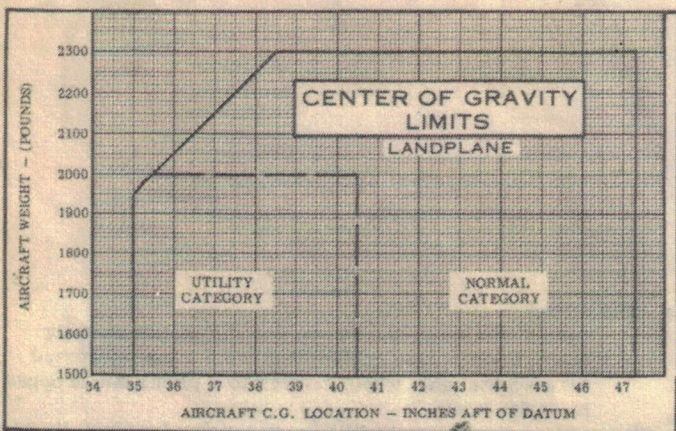 CENTER OF GRAVITY
LIMITS
LANDPLANE
AIRCRAFT WEIGHT - (POUNDS)
2300
2200
2100
2000
1900
1800
1700
1600
1500
UTILITY
CATEGORY
NORMAL
CATEGORY
34 35 36 37 38 39 40 41 42 43 44 45 46 47
AIRCRAFT C.G. LOCATION - INCHES AFT OF DATUM